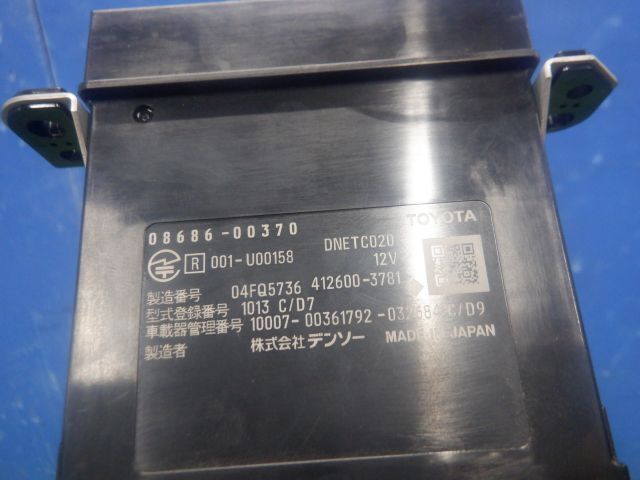 TOYOTA
08686-00370 DNETC020
R 001-U00158 12V
製造番号 04FQ5736 412600-3781
型式登録番号 1013 C/D7
車載器管理番号 10007-00361792- C/D9
製造者 株式会社デンソー MADE IN JAPAN